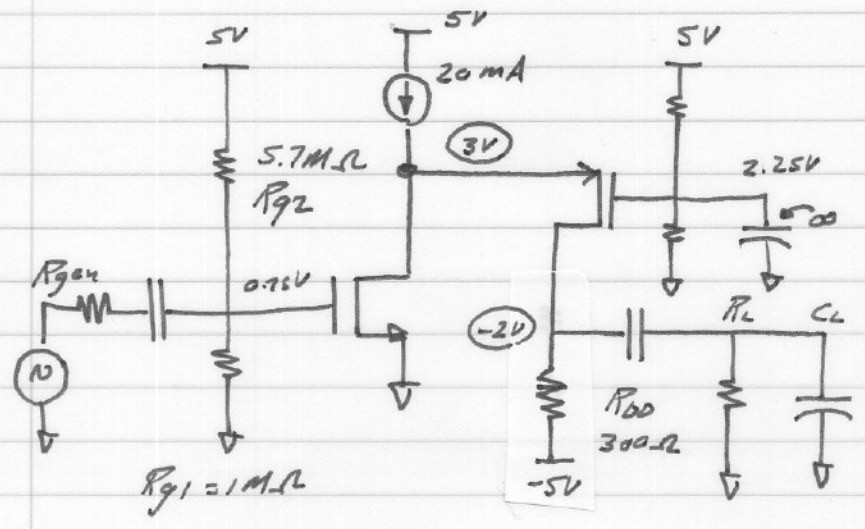 5V
5V
5V
20mA
3V
5.7MΩ
Rg2
2.25V
∞
Rgen
0.75V
-2V
RL
CL
RDD
300Ω
-5V
Rg1 = 1MΩ